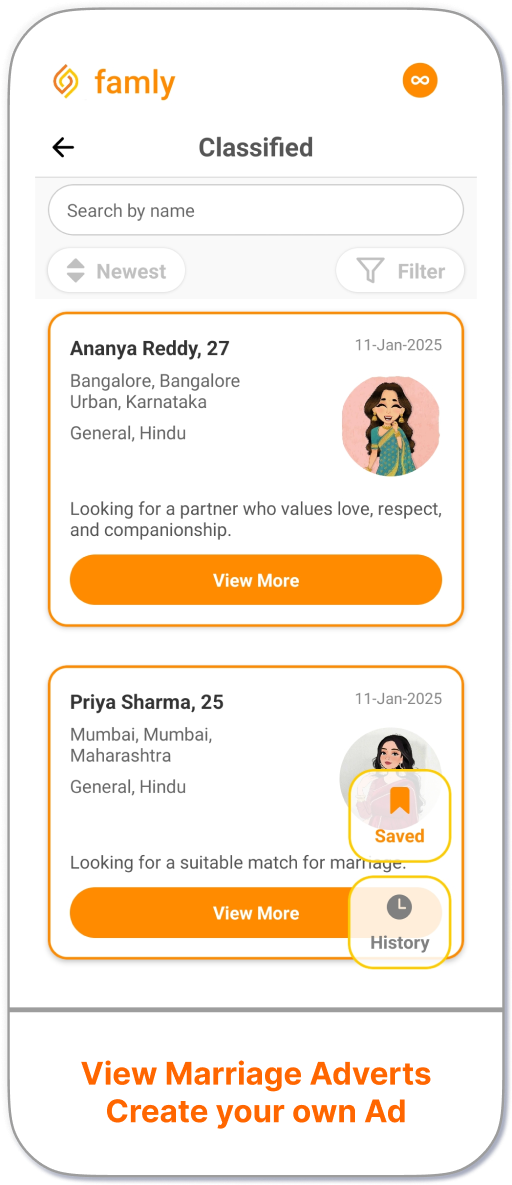 famly
Classified
Search by name
Newest
Filter
Ananya Reddy, 27
11-Jan-2025
Bangalore, Bangalore
Urban, Karnataka
General, Hindu
Looking for a partner who values love, respect,
and companionship.
View More
Priya Sharma, 25
11-Jan-2025
Mumbai, Mumbai,
Maharashtra
General, Hindu
Saved
Looking for a suitable match for marriage.
View More
History
View Marriage Adverts
Create your own Ad